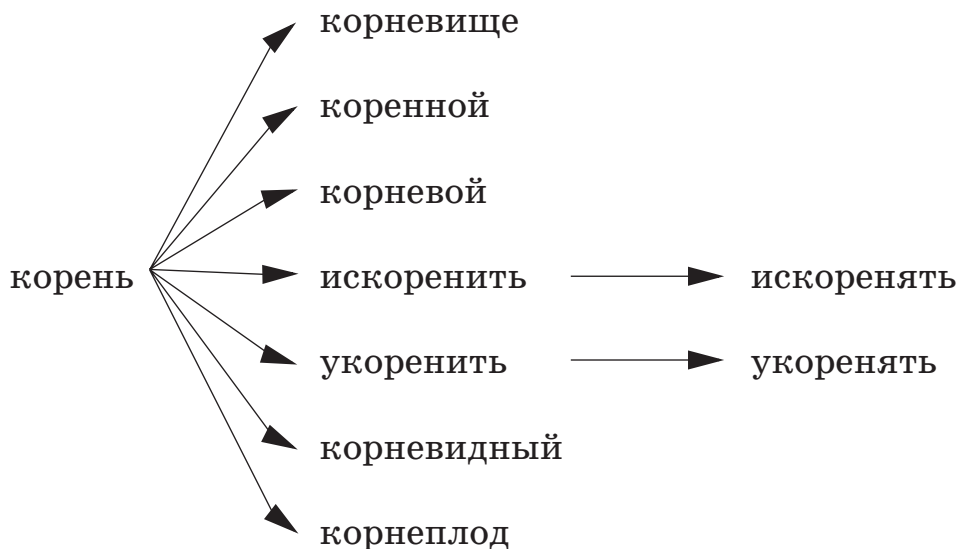 корневище
коренной
корневой
корень искоренить искоренять
укоренить укоренять
корневидный
корнеплод